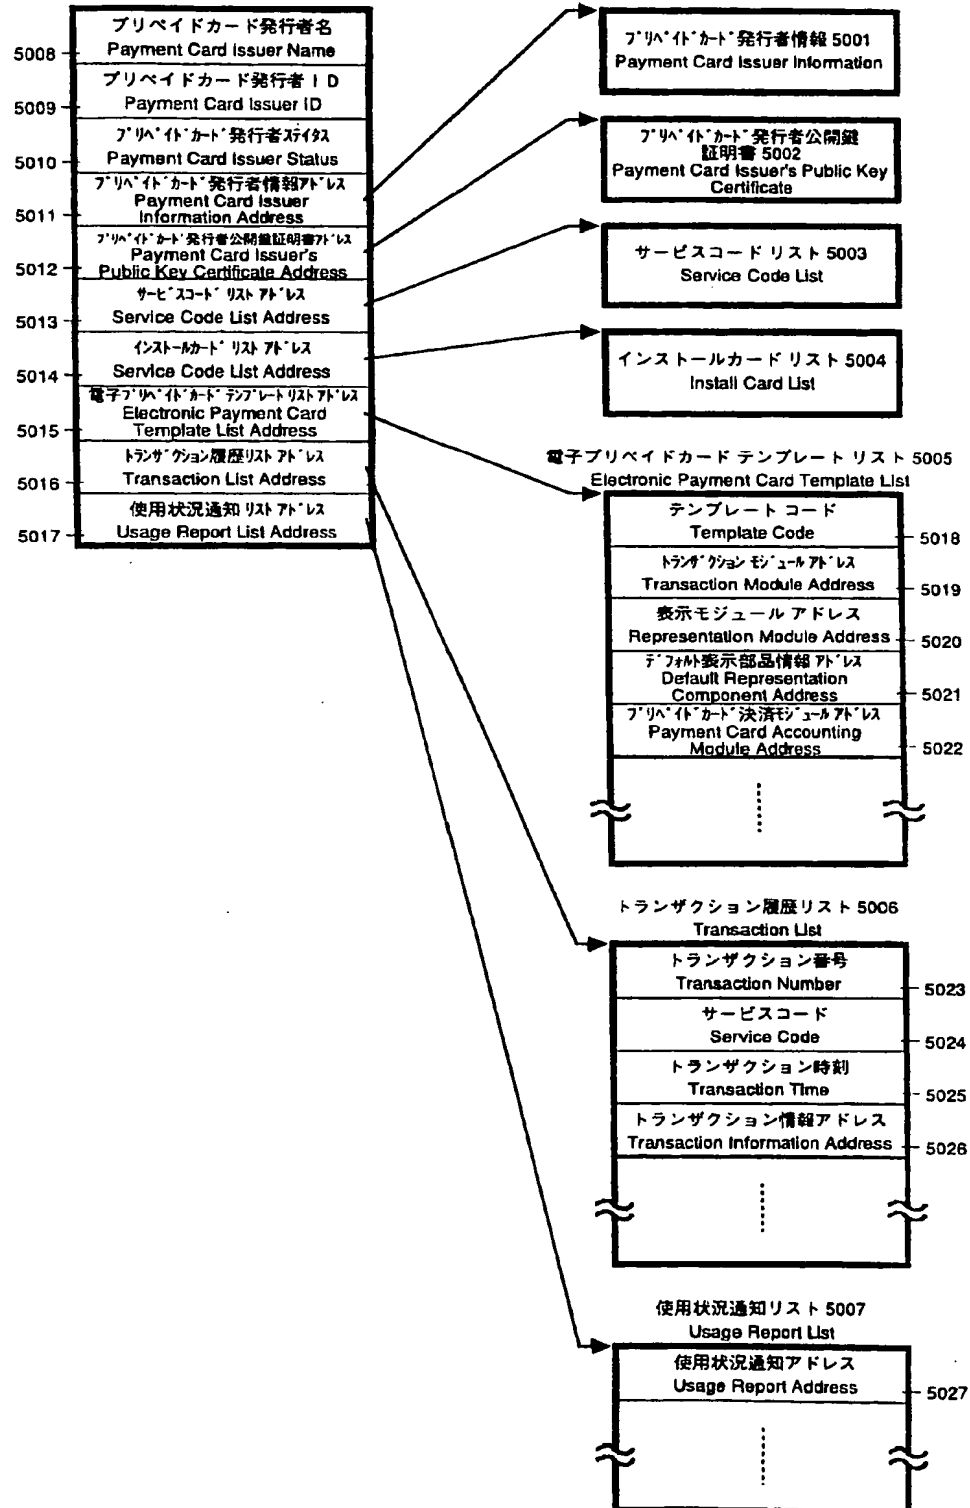 プリペイドカード発行者名
Payment Card Issuer Name
5008
プリペイドカード発行者ID
Payment Card Issuer ID
5009
プリペイドカード発行者ステイタス
Payment Card Issuer Status
5010
プリペイドカード発行者情報アドレス
Payment Card Issuer
Information Address
5011
プリペイドカード発行者公開鍵証明書アドレス
Payment Card Issuer's
Public Key Certificate Address
5012
サービスコード リスト アドレス
Service Code List Address
5013
インストールカード リスト アドレス
Service Code List Address
5014
電子プリペイドカード テンプレート リスト アドレス
Electronic Payment Card
Template List Address
5015
トランザクション履歴リスト アドレス
Transaction List Address
5016
使用状況通知 リスト アドレス
Usage Report List Address
5017
プリペイドカード発行者情報 5001
Payment Card Issuer Information
プリペイドカード発行者公開鍵
証明書 5002
Payment Card Issuer's Public Key
Certificate
サービスコード リスト 5003
Service Code List
インストールカード リスト 5004
Install Card List
電子プリペイドカード テンプレート リスト 5005
Electronic Payment Card Template List
テンプレート コード
Template Code
5018
トランザクション モジュール アドレス
Transaction Module Address
5019
表示モジュール アドレス
Representation Module Address
5020
デフォルト表示部品情報 アドレス
Default Representation
Component Address
5021
プリペイドカード決済モジュール アドレス
Payment Card Accounting
Module Address
5022
トランザクション履歴リスト 5006
Transaction List
トランザクション番号
Transaction Number
5023
サービスコード
Service Code
5024
トランザクション時刻
Transaction Time
5025
トランザクション情報アドレス
Transaction Information Address
5026
使用状況通知リスト 5007
Usage Report List
使用状況通知アドレス
Usage Report Address
5027